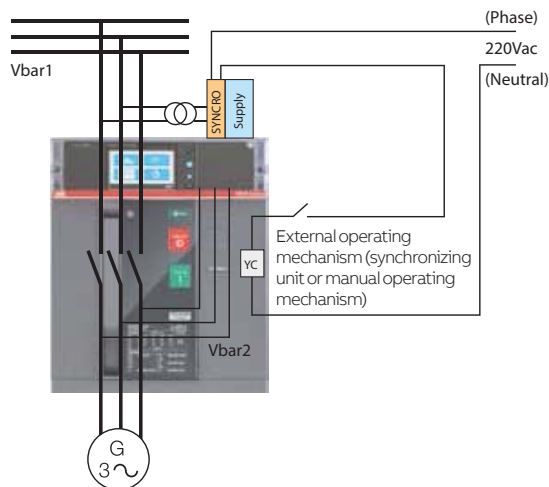 (Phase)
220Vac
(Neutral)
Vbar1
SYNCRO
Supply
External operating
mechanism (synchronizing
unit or manual operating
mechanism)
YC
Vbar2
G
3